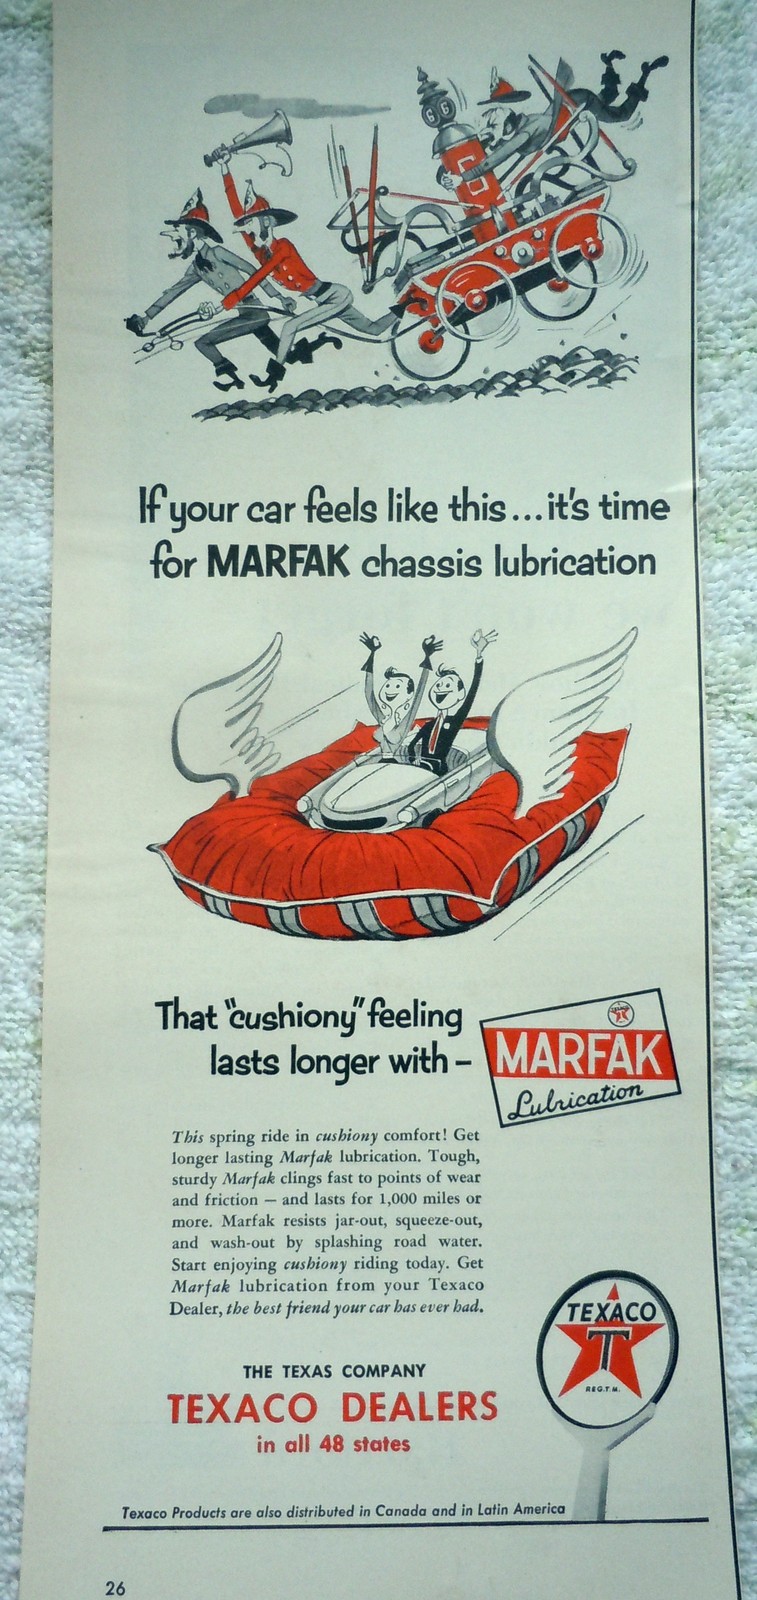 66
6
If your car feels like this...it's time
for MARFAK chassis lubrication
That "cushiony" feeling
lasts longer with –
TEXACO
T
MARFAK
Lubrication
This spring ride in cushiony comfort! Get
longer lasting Marfak lubrication. Tough,
sturdy Marfak clings fast to points of wear
and friction — and lasts for 1,000 miles or
more. Marfak resists jar-out, squeeze-out,
and wash-out by splashing road water.
Start enjoying cushiony riding today. Get
Marfak lubrication from your Texaco
Dealer, the best friend your car has ever had.
THE TEXAS COMPANY
TEXACO DEALERS
in all 48 states
TEXACO
T
REG. T. M.
Texaco Products are also distributed in Canada and in Latin America
26